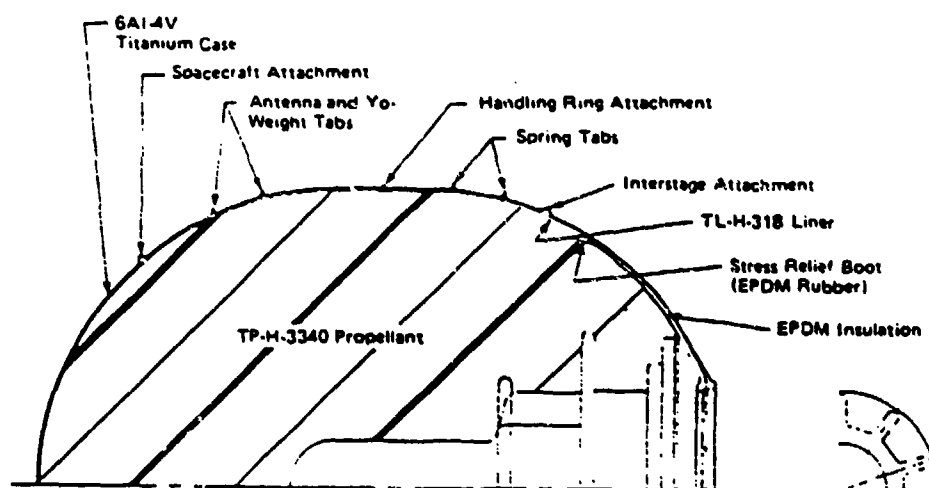 6Al-4V
Titanium Case
Spacecraft Attachment
Antenna and Yo-
Weight Tabs
Handling Ring Attachment
Spring Tabs
Interstage Attachment
TL-H-318 Liner
Stress Relief Boot
(EPDM Rubber)
EPDM Insulation
TP-H-3340 Propellant